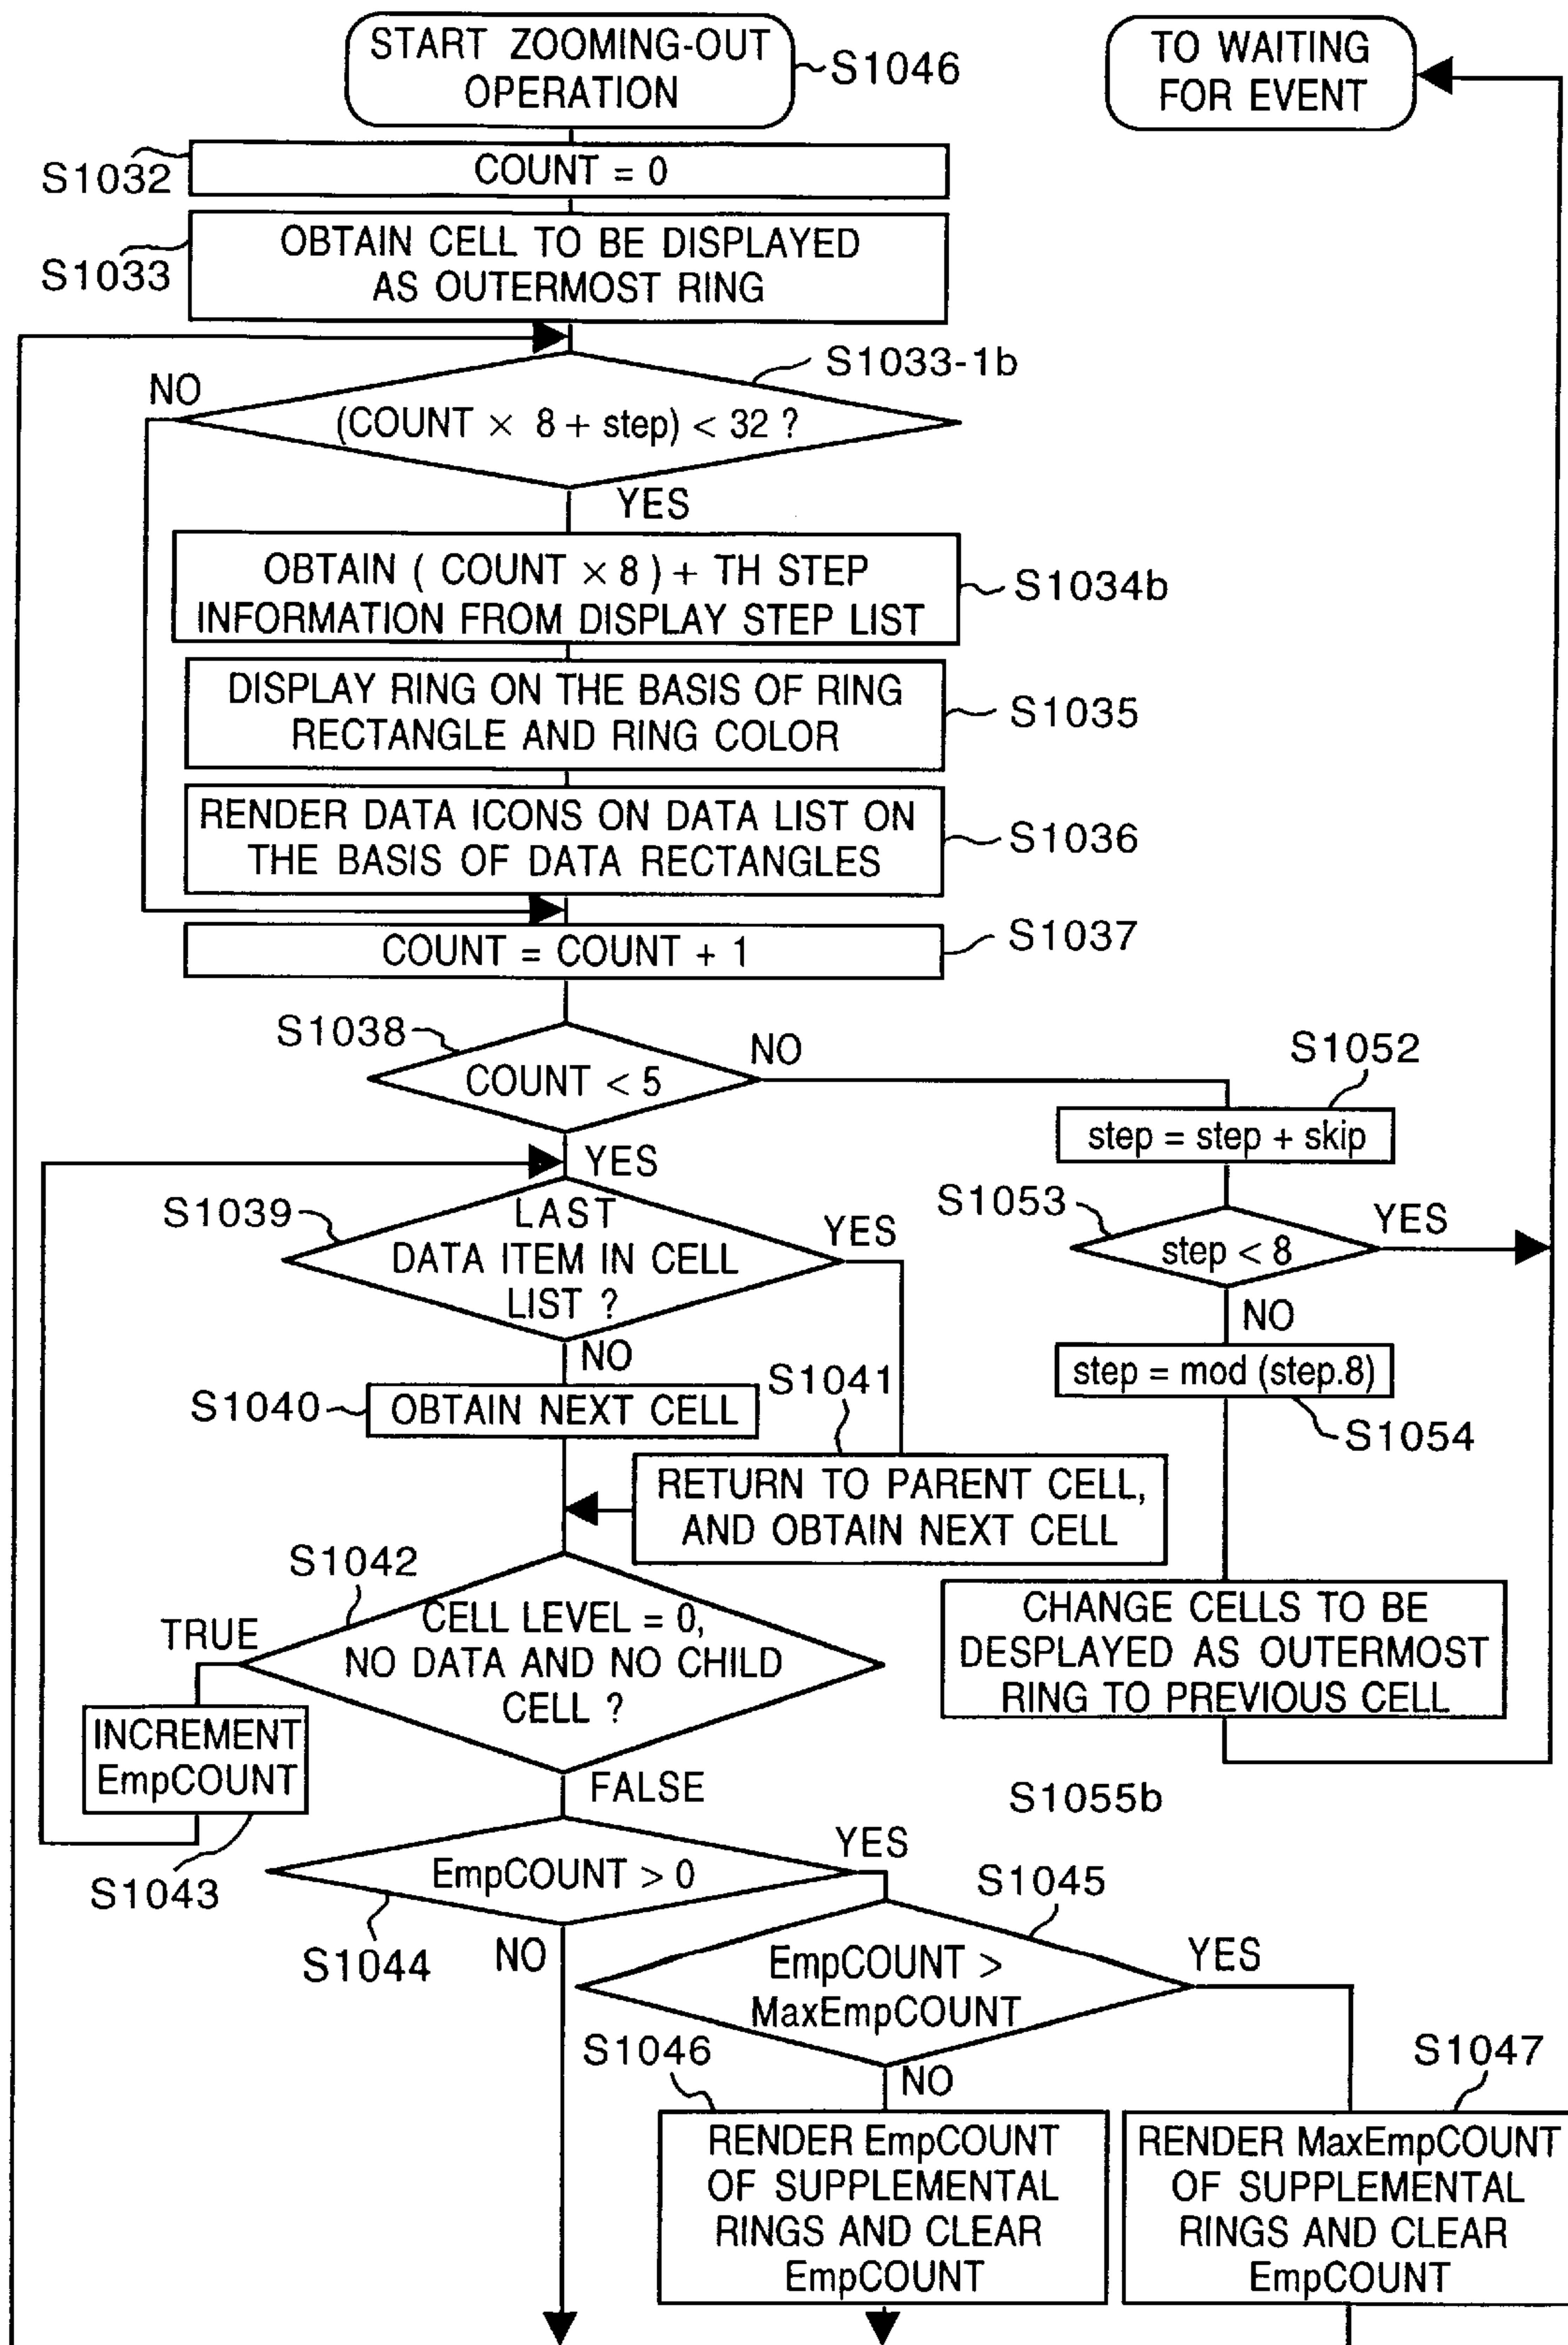 START ZOOMING-OUT
OPERATION
S1046
TO WAITING
FOR EVENT
S1032
COUNT = 0
S1033
OBTAIN CELL TO BE DISPLAYED
AS OUTERMOST RING
S1033-1b
NO
(COUNT × 8 + step) < 32 ?
YES
OBTAIN ( COUNT × 8 ) + TH STEP
INFORMATION FROM DISPLAY STEP LIST
S1034b
DISPLAY RING ON THE BASIS OF RING
RECTANGLE AND RING COLOR
S1035
RENDER DATA ICONS ON DATA LIST ON
THE BASIS OF DATA RECTANGLES
S1036
COUNT = COUNT + 1
S1037
S1038
COUNT < 5
NO
YES
S1052
step = step + skip
S1053
step < 8
YES
NO
step = mod (step.8)
S1054
S1039
LAST
DATA ITEM IN CELL
LIST ?
YES
NO
S1040
OBTAIN NEXT CELL
S1041
RETURN TO PARENT CELL,
AND OBTAIN NEXT CELL
CHANGE CELLS TO BE
DESPLAYED AS OUTERMOST
RING TO PREVIOUS CELL
S1055b
S1042
CELL LEVEL = 0,
NO DATA AND NO CHILD
CELL ?
TRUE
INCREMENT
EmpCOUNT
S1043
FALSE
EmpCOUNT > 0
YES
S1044
NO
S1045
EmpCOUNT >
MaxEmpCOUNT
YES
NO
S1046
RENDER EmpCOUNT
OF SUPPLEMENTAL
RINGS AND CLEAR
EmpCOUNT
S1047
RENDER MaxEmpCOUNT
OF SUPPLEMENTAL
RINGS AND CLEAR
EmpCOUNT